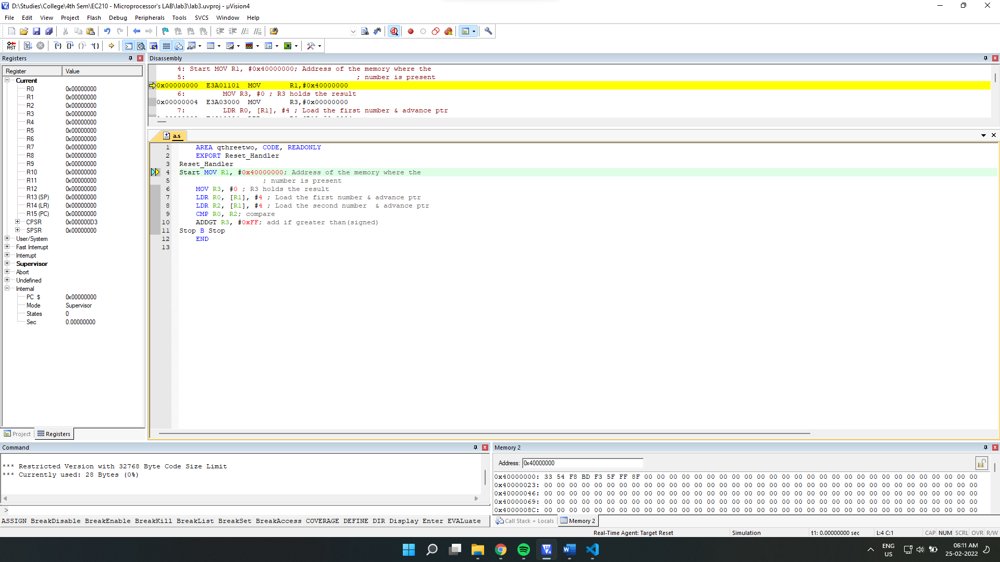 D:\Studies\College\4th Sem\EC210 - Microprocessor's LAB\lab3\lab3.uvproj - µVision4
File Edit View Project Flash Debug Peripherals Tools SVCS Window Help
Registers
Register Value
Current
R0 0x00000000
R1 0x00000000
R2 0x00000000
R3 0x00000000
R4 0x00000000
R5 0x00000000
R6 0x00000000
R7 0x00000000
R8 0x00000000
R9 0x00000000
R10 0x00000000
R11 0x00000000
R12 0x00000000
R13 (SP) 0x00000000
R14 (LR) 0x00000000
R15 (PC) 0x00000000
CPSR 0x000000D3
SPSR 0x00000000
User/System
Fast Interrupt
Interrupt
Supervisor
Abort
Undefined
Internal
PC $ 0x00000000
Mode Supervisor
States 0
Sec 0.00000000
Project Registers
Disassembly
4: Start MOV R1, #0x40000000; Address of the memory where the
5: ; number is present
0x00000000 E3A01101 MOV R1,#0x40000000
6: MOV R3, #0 ; R3 holds the result
0x00000004 E3A03000 MOV R3,#0x00000000
7: LDR R0, [R1], #4 ; Load the first number & advance ptr
a.s
1 AREA qthreetwo, CODE, READONLY
2 EXPORT Reset_Handler
3 Reset_Handler
4 Start MOV R1, #0x40000000; Address of the memory where the
5 ; number is present
6 MOV R3, #0 ; R3 holds the result
7 LDR R0, [R1], #4 ; Load the first number & advance ptr
8 LDR R2, [R1], #4 ; Load the second number & advance ptr
9 CMP R0, R2; compare
10 ADDGT R3, #0xFF; add if greater than(signed)
11 Stop B Stop
12 END
13
Command
*** Restricted Version with 32768 Byte Code Size Limit
*** Currently used: 28 Bytes (0%)
>
ASSIGN BreakDisable BreakEnable BreakKill BreakList BreakSet BreakAccess COVERAGE DEFINE DIR Display Enter EVALuate
Memory 2
Address: 0x40000000
0x40000000: 33 54 F8 BD F3 5F FF 8F 00 00 00 00 00 00 00 00 00 00 00 00 00 00 00 00 00 00 00 00 00 00 00 00 00 00 00
0x40000023: 00 00 00 00 00 00 00 00 00 00 00 00 00 00 00 00 00 00 00 00 00 00 00 00 00 00 00 00 00 00 00 00 00 00 00
0x40000046: 00 00 00 00 00 00 00 00 00 00 00 00 00 00 00 00 00 00 00 00 00 00 00 00 00 00 00 00 00 00 00 00 00 00 00
0x40000069: 00 00 00 00 00 00 00 00 00 00 00 00 00 00 00 00 00 00 00 00 00 00 00 00 00 00 00 00 00 00 00 00 00 00 00
0x4000008C: 00 00 00 00 00 00 00 00 00 00 00 00 00 00 00 00 00 00 00 00 00 00 00 00 00 00 00 00 00 00 00 00 00 00 00
Call Stack + Locals Memory 2
Real-Time Agent: Target Reset Simulation t1: 0.00000000 sec L:4 C:1 CAP NUM SCRL OVR R/W
ENG
US
06:11 AM
25-02-2022